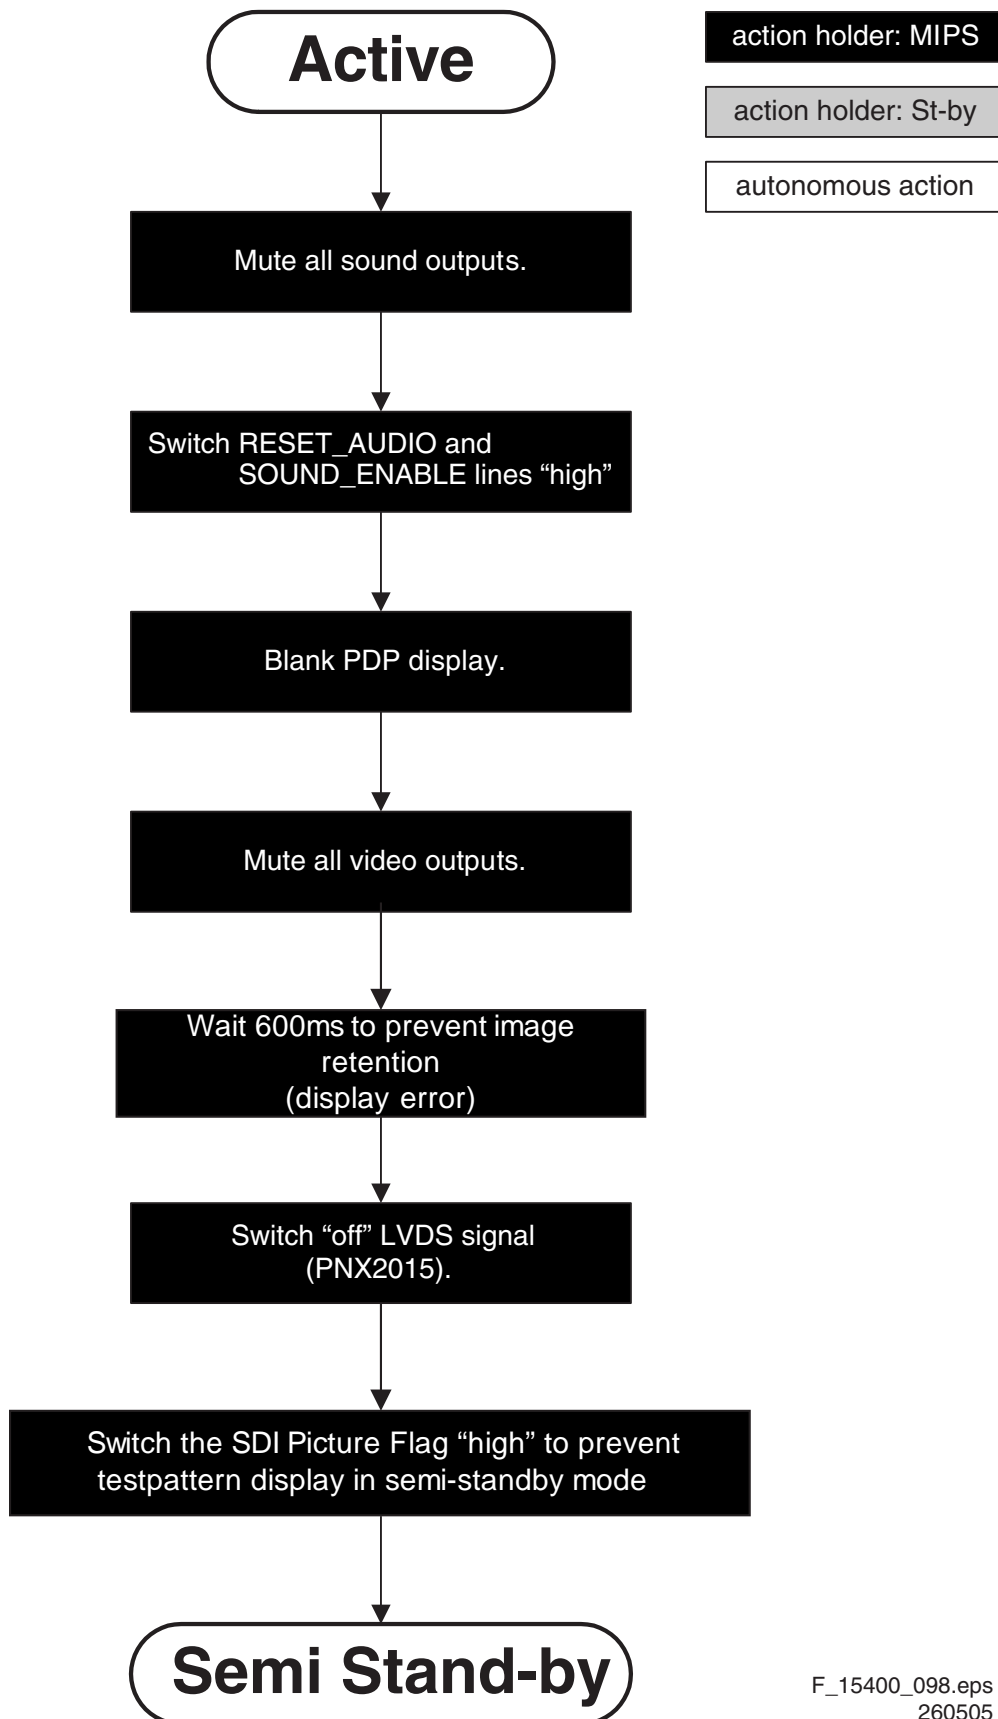 Active
action holder: MIPS
action holder: St-by
autonomous action
Mute all sound outputs.
Switch RESET_AUDIO and
SOUND_ENABLE lines “high”
Blank PDP display.
Mute all video outputs.
Wait 600ms to prevent image
retention
(display error)
Switch “off” LVDS signal
(PNX2015).
Switch the SDI Picture Flag “high” to prevent
testpattern display in semi-standby mode
Semi Stand-by
F_15400_098.eps
260505